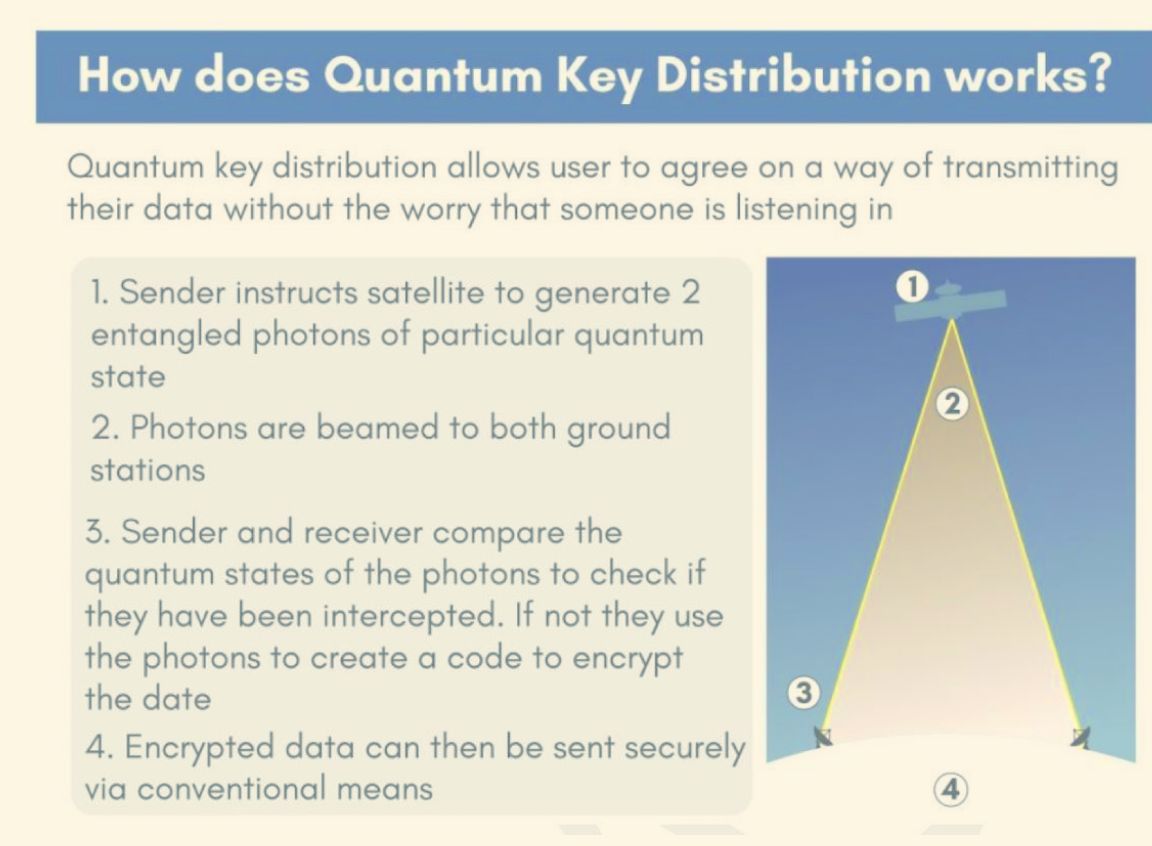 How does Quantum Key Distribution works?
Quantum key distribution allows user to agree on a way of transmitting
their data without the worry that someone is listening in
1. Sender instructs satellite to generate 2
entangled photons of particular quantum
state
2. Photons are beamed to both ground
stations
3. Sender and receiver compare the
quantum states of the photons to check if
they have been intercepted. If not they use
the photons to create a code to encrypt
the date
4. Encrypted data can then be sent securely
via conventional means
1
2
3
4